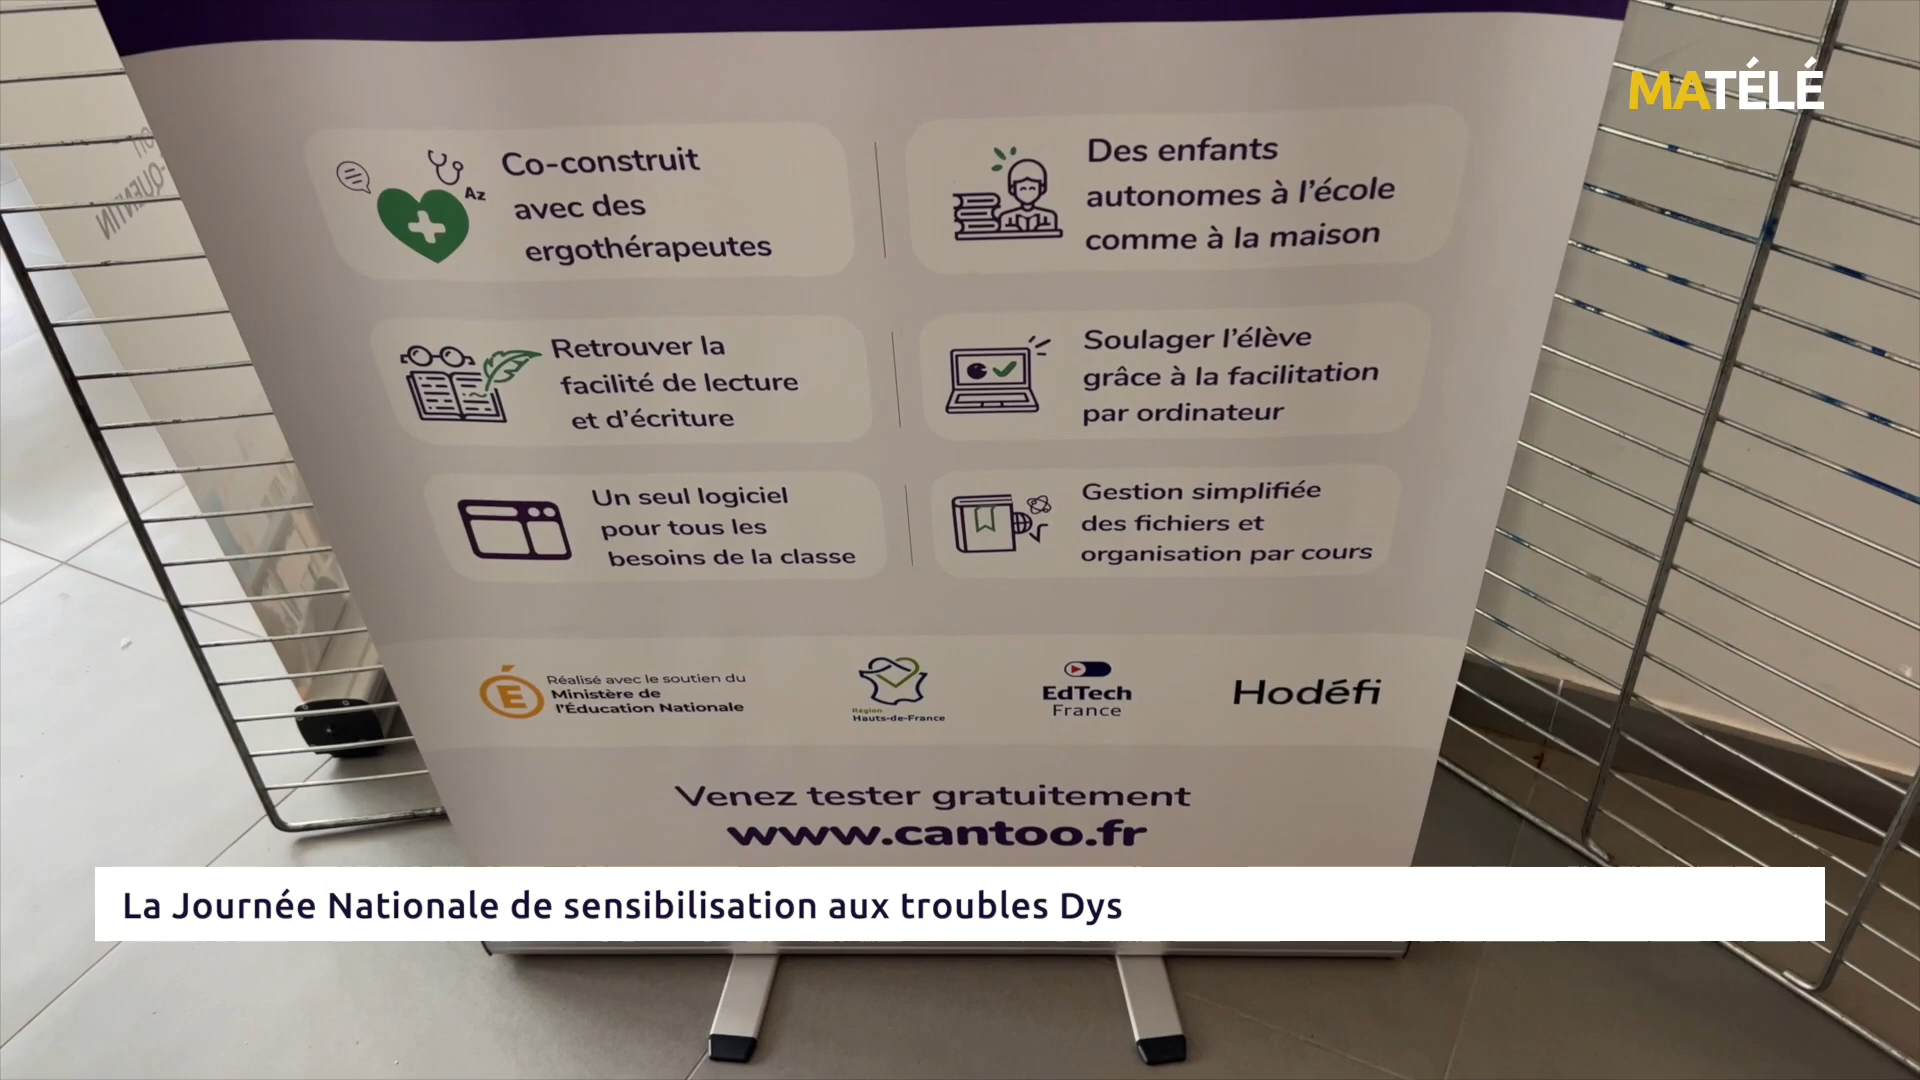 MATÉLÉ
Co-construit
avec des
ergothérapeutes
Des enfants
autonomes à l'école
comme à la maison
Az
Retrouver la
facilité de lecture
et d'écriture
Soulager l'élève
grâce à la facilitation
par ordinateur
Un seul logiciel
pour tous les
besoins de la classe
Gestion simplifiée
des fichiers et
organisation par cours
É
Réalisé avec le soutien du
Ministère de
l'Éducation Nationale
Région
Hauts-de-France
EdTech
France
Hodéfi
Venez tester gratuitement
www.cantoo.fr
La Journée Nationale de sensibilisation aux troubles Dys